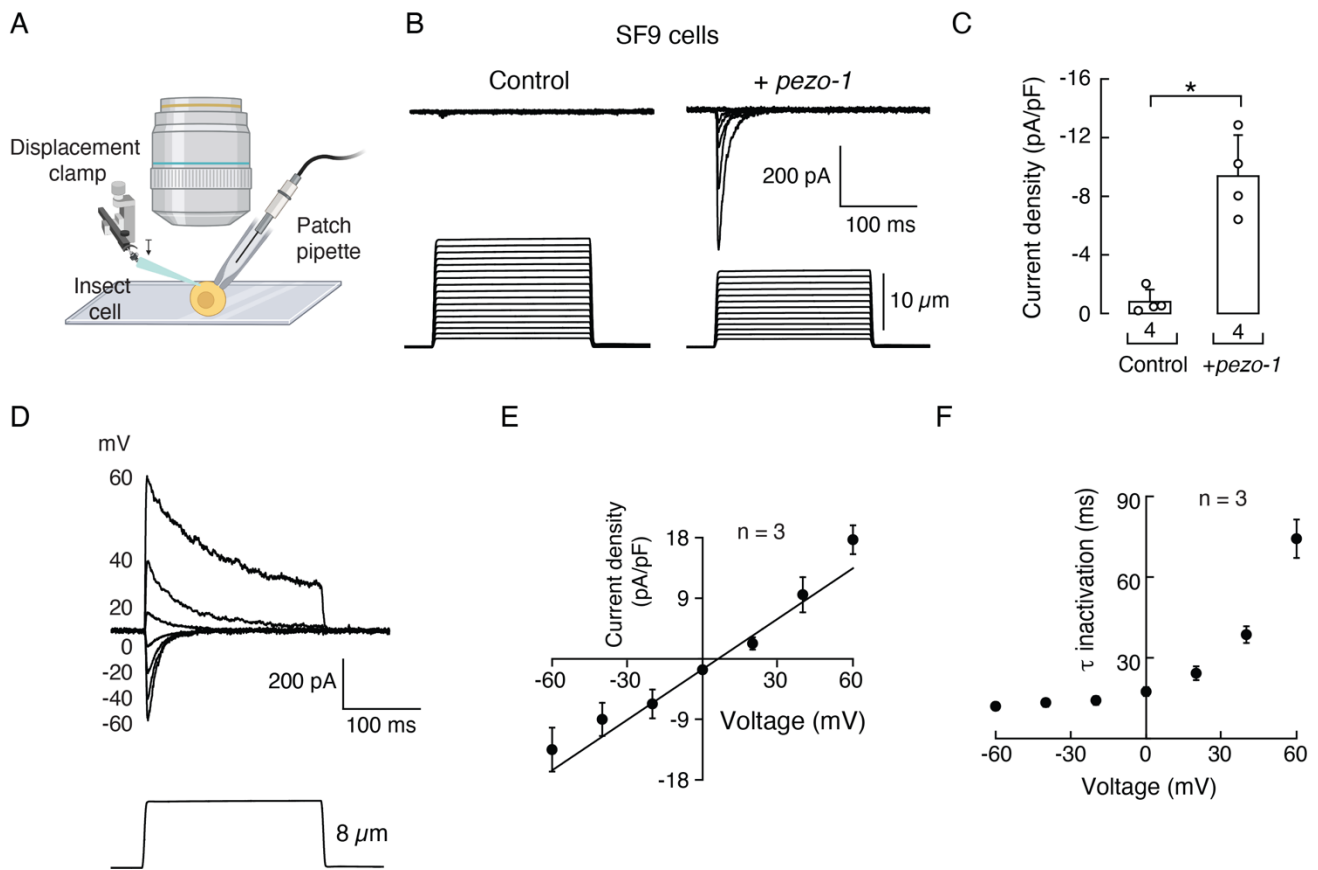 A
Displacement
clamp
Patch
pipette
Insect
cell
B
SF9 cells
Control
+ pezo-1
200 pA
100 ms
10 µm
C
Current density (pA/pF)
-16
-12
-8
-4
0
*
4
4
Control
+pezo-1
D
mV
60
40
20
0
-20
-40
-60
200 pA
100 ms
8 µm
E
Current density
(pA/pF)
n = 3
18
9
-60
-30
30
60
-9
-18
Voltage (mV)
F
τ inactivation (ms)
n = 3
90
60
30
-60
-30
0
30
60
Voltage (mV)